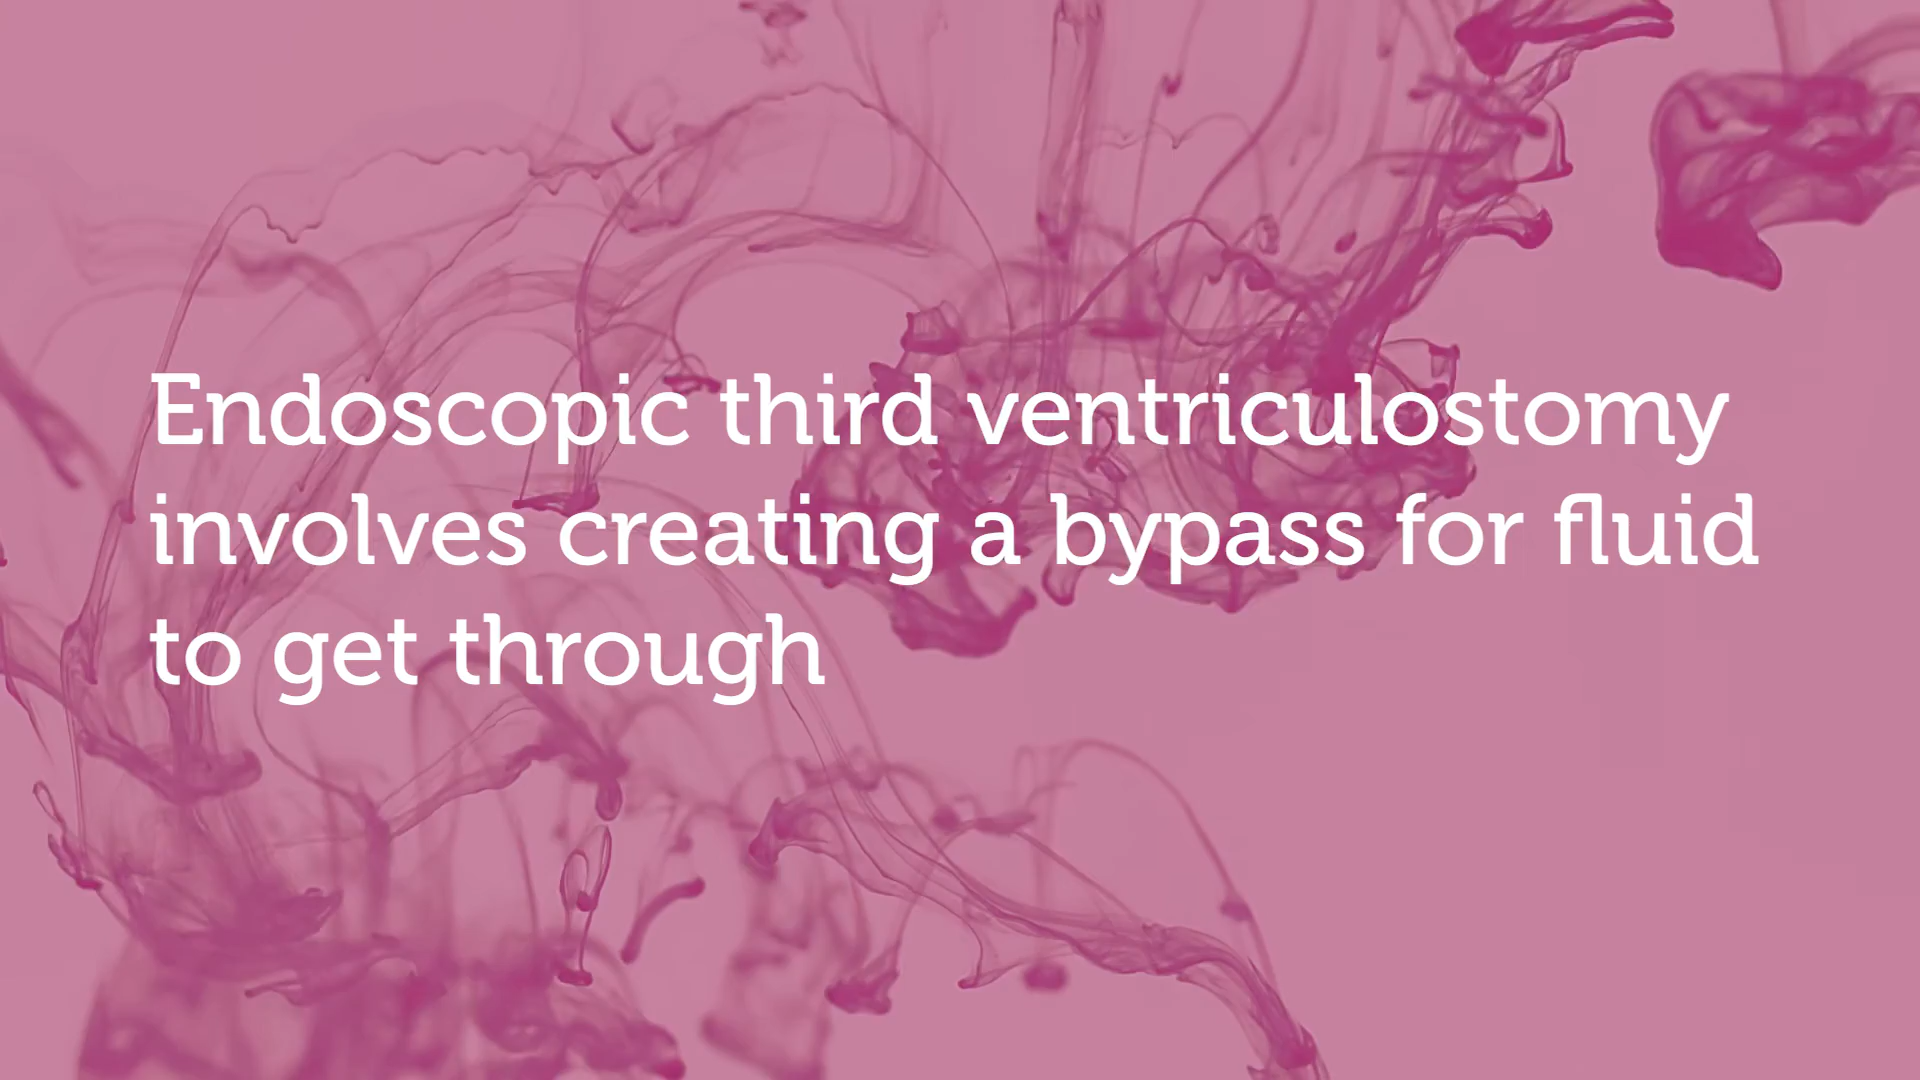 Endoscopic third ventriculostomy
involves creating a bypass for fluid
to get through